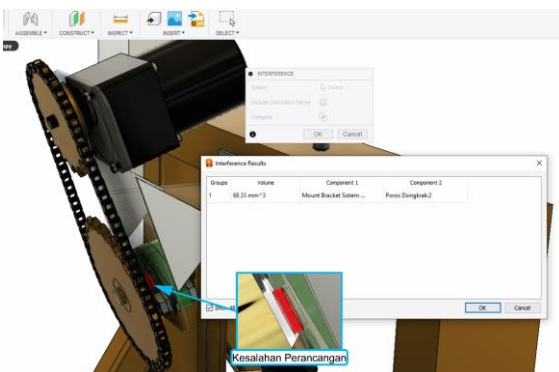 ASSEMBLE▾ CONSTRUCT▾ INSPECT▾ INSERT▾ SELECT▾
INTERFERENCE
Select Select
Include Coincident Faces
Compute
OK Cancel
Interference Results
Groups Volume Component 1 Component 2
1 68.33 mm^3 Mount Bracket Sistem ... Poros Dongkrak:2
OK Cancel
Kesalahan Perancangan